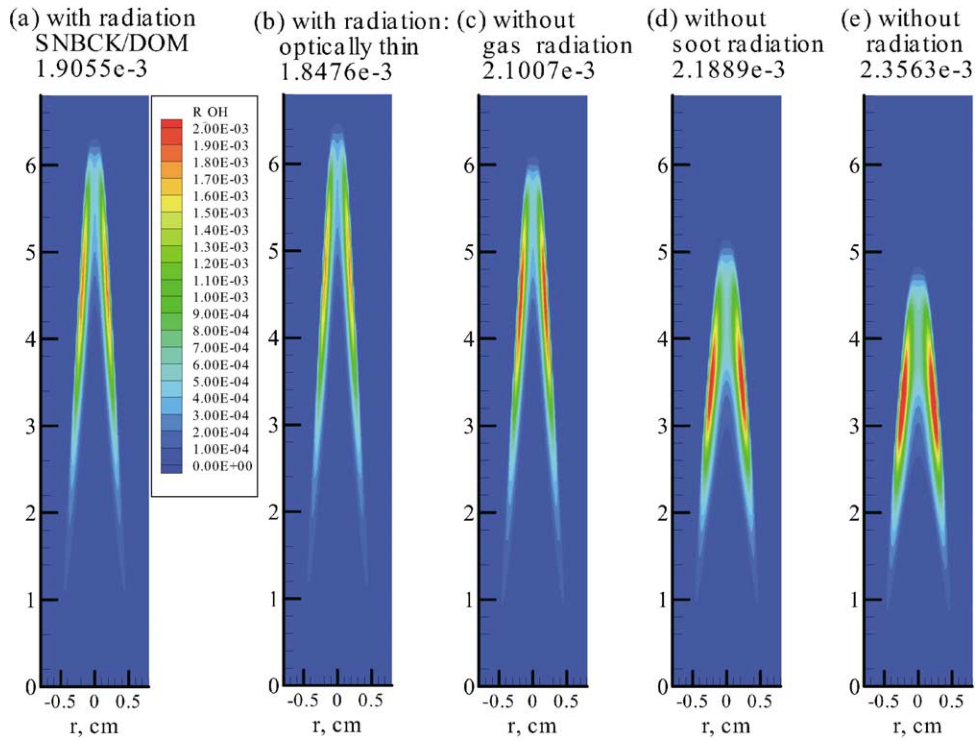 (a) with radiation
SNBCK/DOM
1.9055e-3
(b) with radiation:
optically thin
1.8476e-3
(c) without
gas radiation
2.1007e-3
(d) without
soot radiation
2.1889e-3
(e) without
radiation
2.3563e-3
R_OH
2.00E-03
1.90E-03
1.80E-03
1.70E-03
1.60E-03
1.50E-03
1.40E-03
1.30E-03
1.20E-03
1.10E-03
1.00E-03
9.00E-04
8.00E-04
7.00E-04
6.00E-04
5.00E-04
4.00E-04
3.00E-04
2.00E-04
1.00E-04
0.00E+00
6
5
4
3
2
1
0
-0.5 0 0.5
r, cm
6
5
4
3
2
1
0
-0.5 0 0.5
r, cm
6
5
4
3
2
1
0
-0.5 0 0.5
r, cm
6
5
4
3
2
1
0
-0.5 0 0.5
r, cm
6
5
4
3
2
1
0
-0.5 0 0.5
r, cm